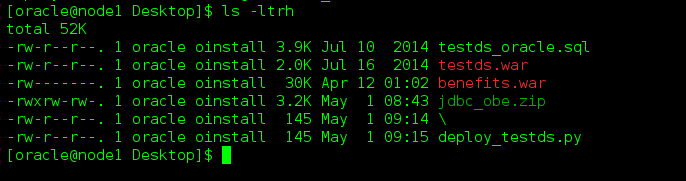 [oracle@node1 Desktop]$ ls -ltrh
total 52K
-rw-r--r--. 1 oracle oinstall 3.9K Jul 10  2014 testds_oracle.sql
-rw-r--r--. 1 oracle oinstall 2.0K Jul 16  2014 testds.war
-rw-------. 1 oracle oinstall  30K Apr 12 01:02 benefits.war
-rwxrw-rw-. 1 oracle oinstall 3.2K May  1 08:43 jdbc_obe.zip
-rw-r--r--. 1 oracle oinstall  145 May  1 09:14 \
-rw-r--r--. 1 oracle oinstall  145 May  1 09:15 deploy_testds.py
[oracle@node1 Desktop]$